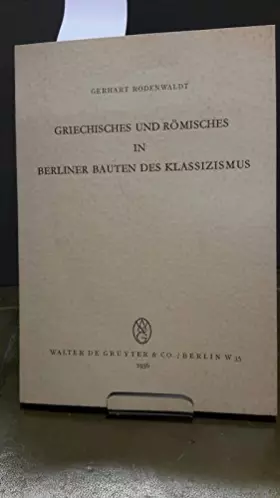 GERHART RODENWALDT
GRIECHISCHES UND RÖMISCHES
IN
BERLINER BAUTEN DES KLASSIZISMUS
WALTER DE GRUYTER & CO / BERLIN W 35
1956